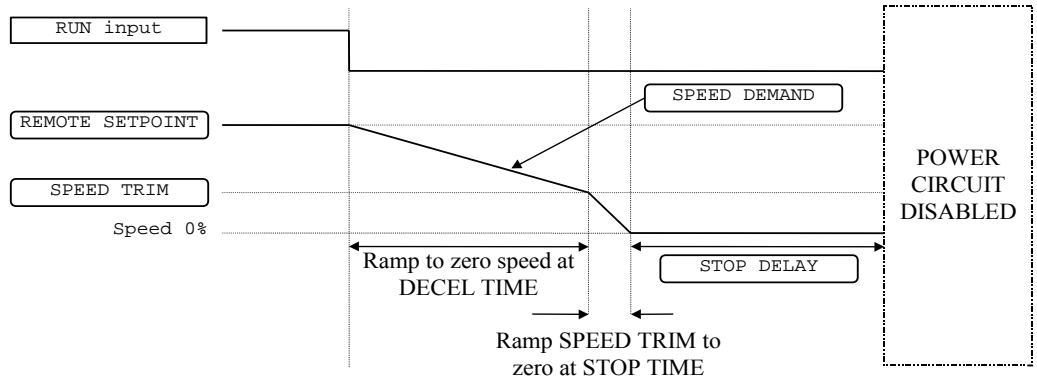 RUN input
SPEED DEMAND
REMOTE SETPOINT
SPEED TRIM
Speed 0%
Ramp to zero speed at
DECEL TIME
STOP DELAY
Ramp SPEED TRIM to
zero at STOP TIME
POWER
CIRCUIT
DISABLED